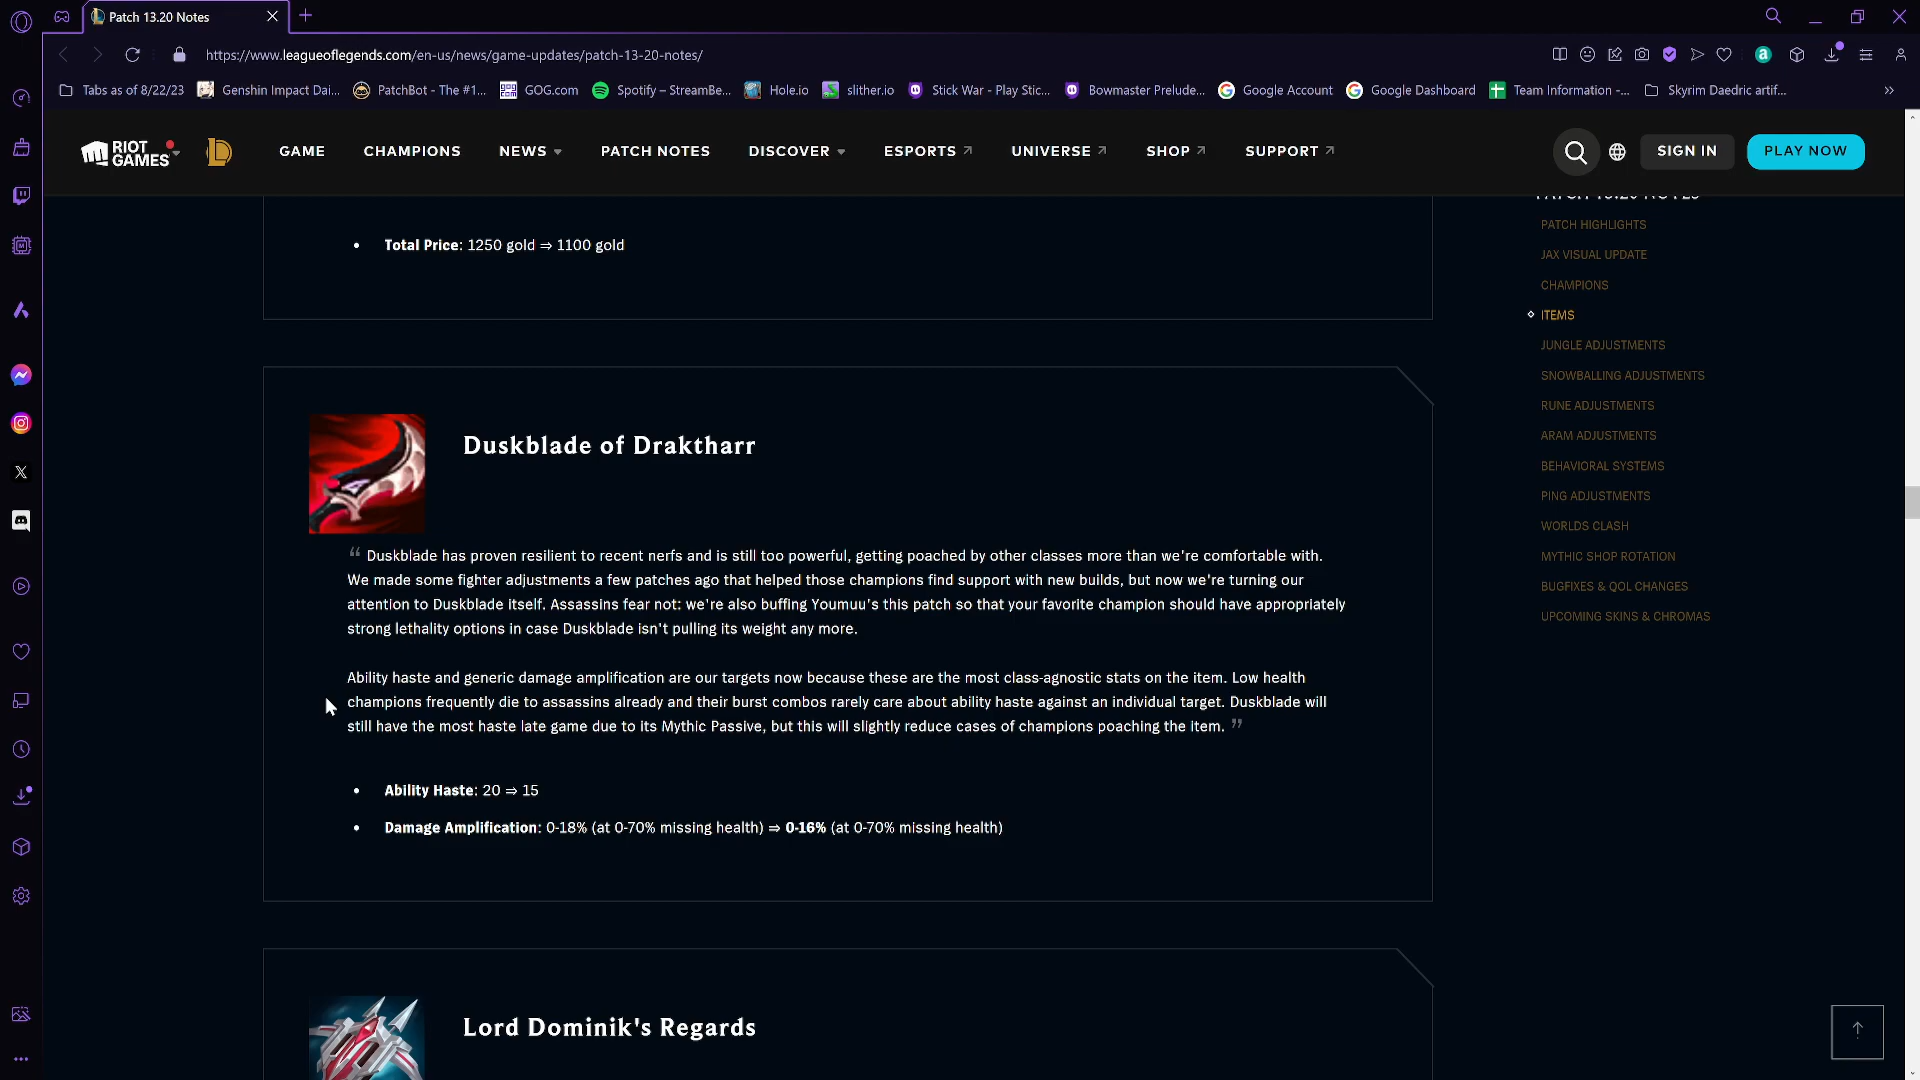 Patch 13.20 Notes
https://www.leagueoflegends.com/en-us/news/game-updates/patch-13-20-notes/
Tabs as of 8/22/23
Genshin Impact Dai...
PatchBot - The #1...
GOG.com
Spotify – StreamBe...
Hole.io
slither.io
Stick War - Play Stic...
Bowmaster Prelude...
Google Account
Google Dashboard
Team Information -...
Skyrim Daedric artif...
RIOT GAMES
GAME
CHAMPIONS
NEWS
PATCH NOTES
DISCOVER
ESPORTS
UNIVERSE
SHOP
SUPPORT
SIGN IN
PLAY NOW
• Total Price: 1250 gold ⇒ 1100 gold
Duskblade of Draktharr
“ Duskblade has proven resilient to recent nerfs and is still too powerful, getting poached by other classes more than we're comfortable with.
We made some fighter adjustments a few patches ago that helped those champions find support with new builds, but now we're turning our
attention to Duskblade itself. Assassins fear not: we're also buffing Youmuu's this patch so that your favorite champion should have appropriately
strong lethality options in case Duskblade isn't pulling its weight any more.
Ability haste and generic damage amplification are our targets now because these are the most class-agnostic stats on the item. Low health
champions frequently die to assassins already and their burst combos rarely care about ability haste against an individual target. Duskblade will
still have the most haste late game due to its Mythic Passive, but this will slightly reduce cases of champions poaching the item. ”
• Ability Haste: 20 ⇒ 15
• Damage Amplification: 0-18% (at 0-70% missing health) ⇒ 0-16% (at 0-70% missing health)
Lord Dominik's Regards
PATCH 13.20 NOTES
PATCH HIGHLIGHTS
JAX VISUAL UPDATE
CHAMPIONS
ITEMS
JUNGLE ADJUSTMENTS
SNOWBALLING ADJUSTMENTS
RUNE ADJUSTMENTS
ARAM ADJUSTMENTS
BEHAVIORAL SYSTEMS
PING ADJUSTMENTS
WORLDS CLASH
MYTHIC SHOP ROTATION
BUGFIXES & QOL CHANGES
UPCOMING SKINS & CHROMAS